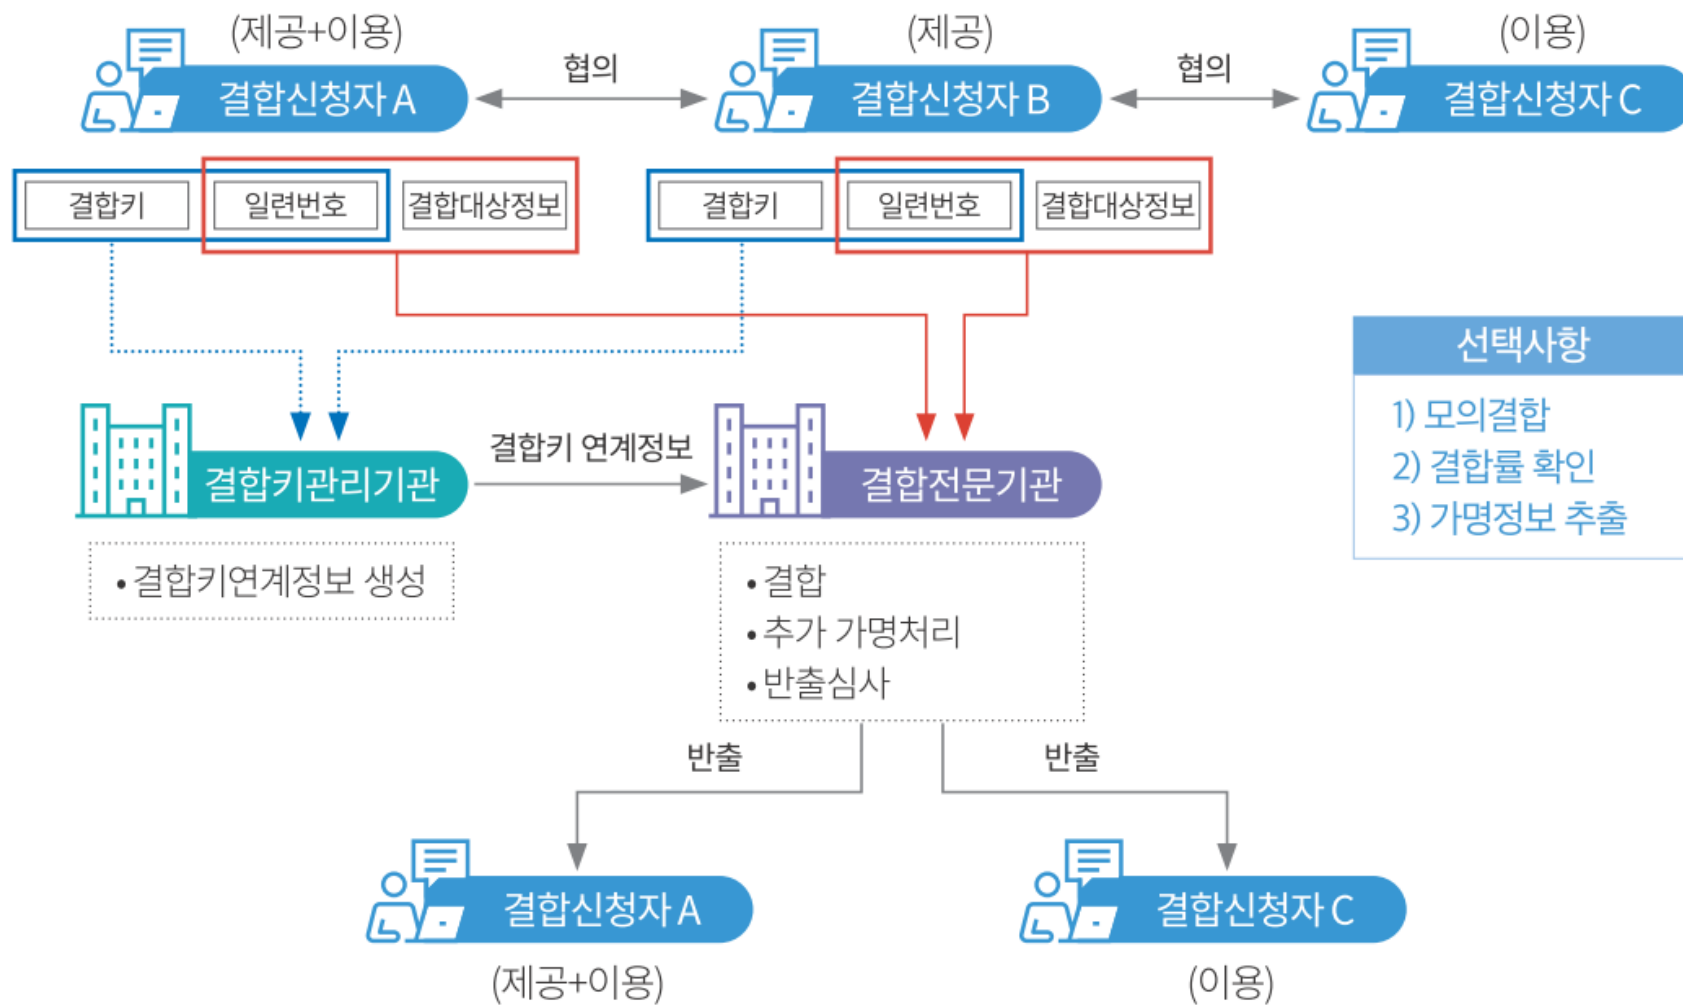 (제공+이용)
(제공)
(이용)
결합신청자 A
협의
결합신청자 B
협의
결합신청자 C
결합키
일련번호
결합대상정보
결합키
일련번호
결합대상정보
선택사항
1) 모의결합
2) 결합률 확인
3) 가명정보 추출
결합키관리기관
결합키 연계정보
결합전문기관
• 결합키연계정보 생성
• 결합
• 추가 가명처리
• 반출심사
반출
반출
결합신청자 A
결합신청자 C
(제공+이용)
(이용)